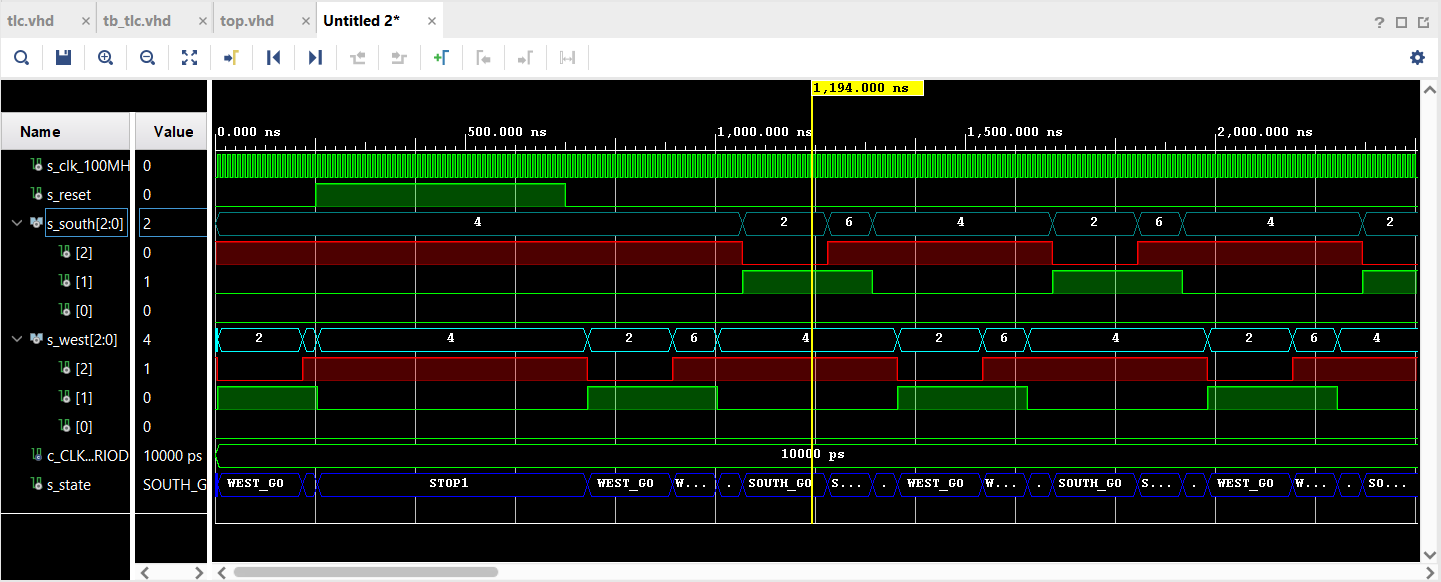 tlc.vhd × tb_tlc.vhd × top.vhd × Untitled 2* ×
?
1,194.000 ns
Name Value 0.000 ns 500.000 ns 1,000.000 ns 1,500.000 ns 2,000.000 ns
s_clk_100MH 0
s_reset 0
s_south[2:0] 2 4 2 6 4 2 6 4 2
[2] 0
[1] 1
[0] 0
s_west[2:0] 4 2 4 2 6 4 2 6 4 2 6 4
[2] 1
[1] 0
[0] 0
c_CLK...RIOD 10000 ps 10000 ps
s_state SOUTH_G WEST_GO STOP1 WEST_GO W... . SOUTH_GO S... . WEST_GO W... . SOUTH_GO S... . WEST_GO W... . SO...